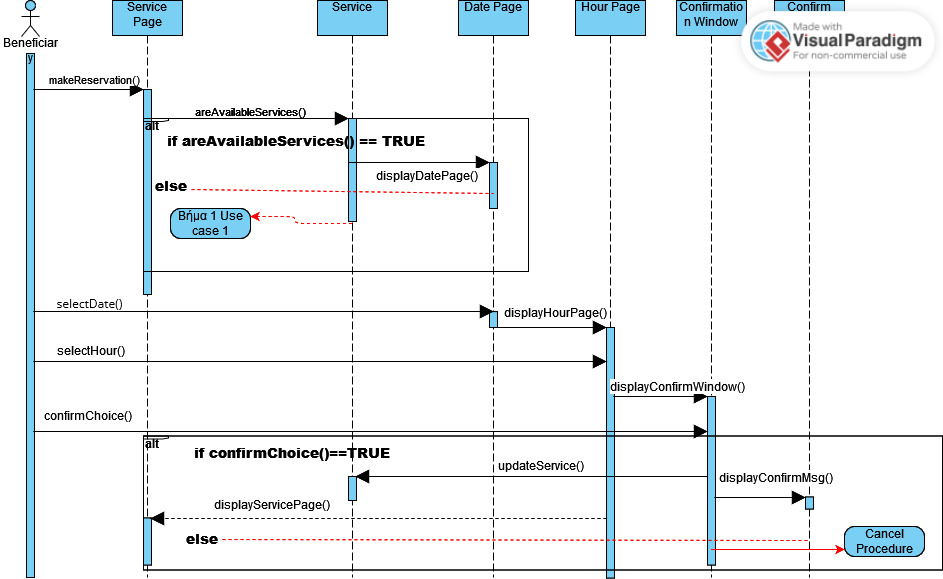 Service
Page
Service
Date Page
Hour Page
Confirmatio
n Window
Confirm
Made with
Visual Paradigm
For non-commercial use
Beneficiar
y
makeReservation()
areAvailableServices()
alt
if areAvailableServices() == TRUE
displayDatePage()
else
Βήμα 1 Use
case 1
selectDate()
displayHourPage()
selectHour()
displayConfirmWindow()
confirmChoice()
alt
if confirmChoice()==TRUE
updateService()
displayConfirmMsg()
displayServicePage()
else
Cancel
Procedure